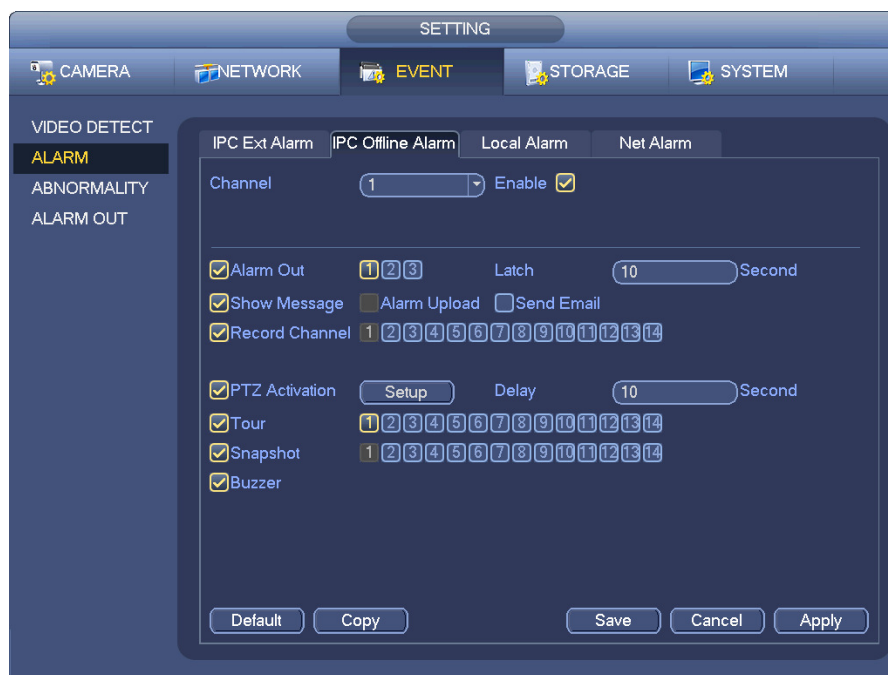 SETTING
CAMERA NETWORK EVENT STORAGE SYSTEM
VIDEO DETECT
ALARM
ABNORMALITY
ALARM OUT
IPC Ext Alarm IPC Offline Alarm Local Alarm Net Alarm
Channel 1 Enable
Alarm Out 1 2 3 Latch 10 Second
Show Message Alarm Upload Send Email
Record Channel 1 2 3 4 5 6 7 8 9 10 11 12 13 14
PTZ Activation Setup Delay 10 Second
Tour 1 2 3 4 5 6 7 8 9 10 11 12 13 14
Snapshot 1 2 3 4 5 6 7 8 9 10 11 12 13 14
Buzzer
Default Copy Save Cancel Apply